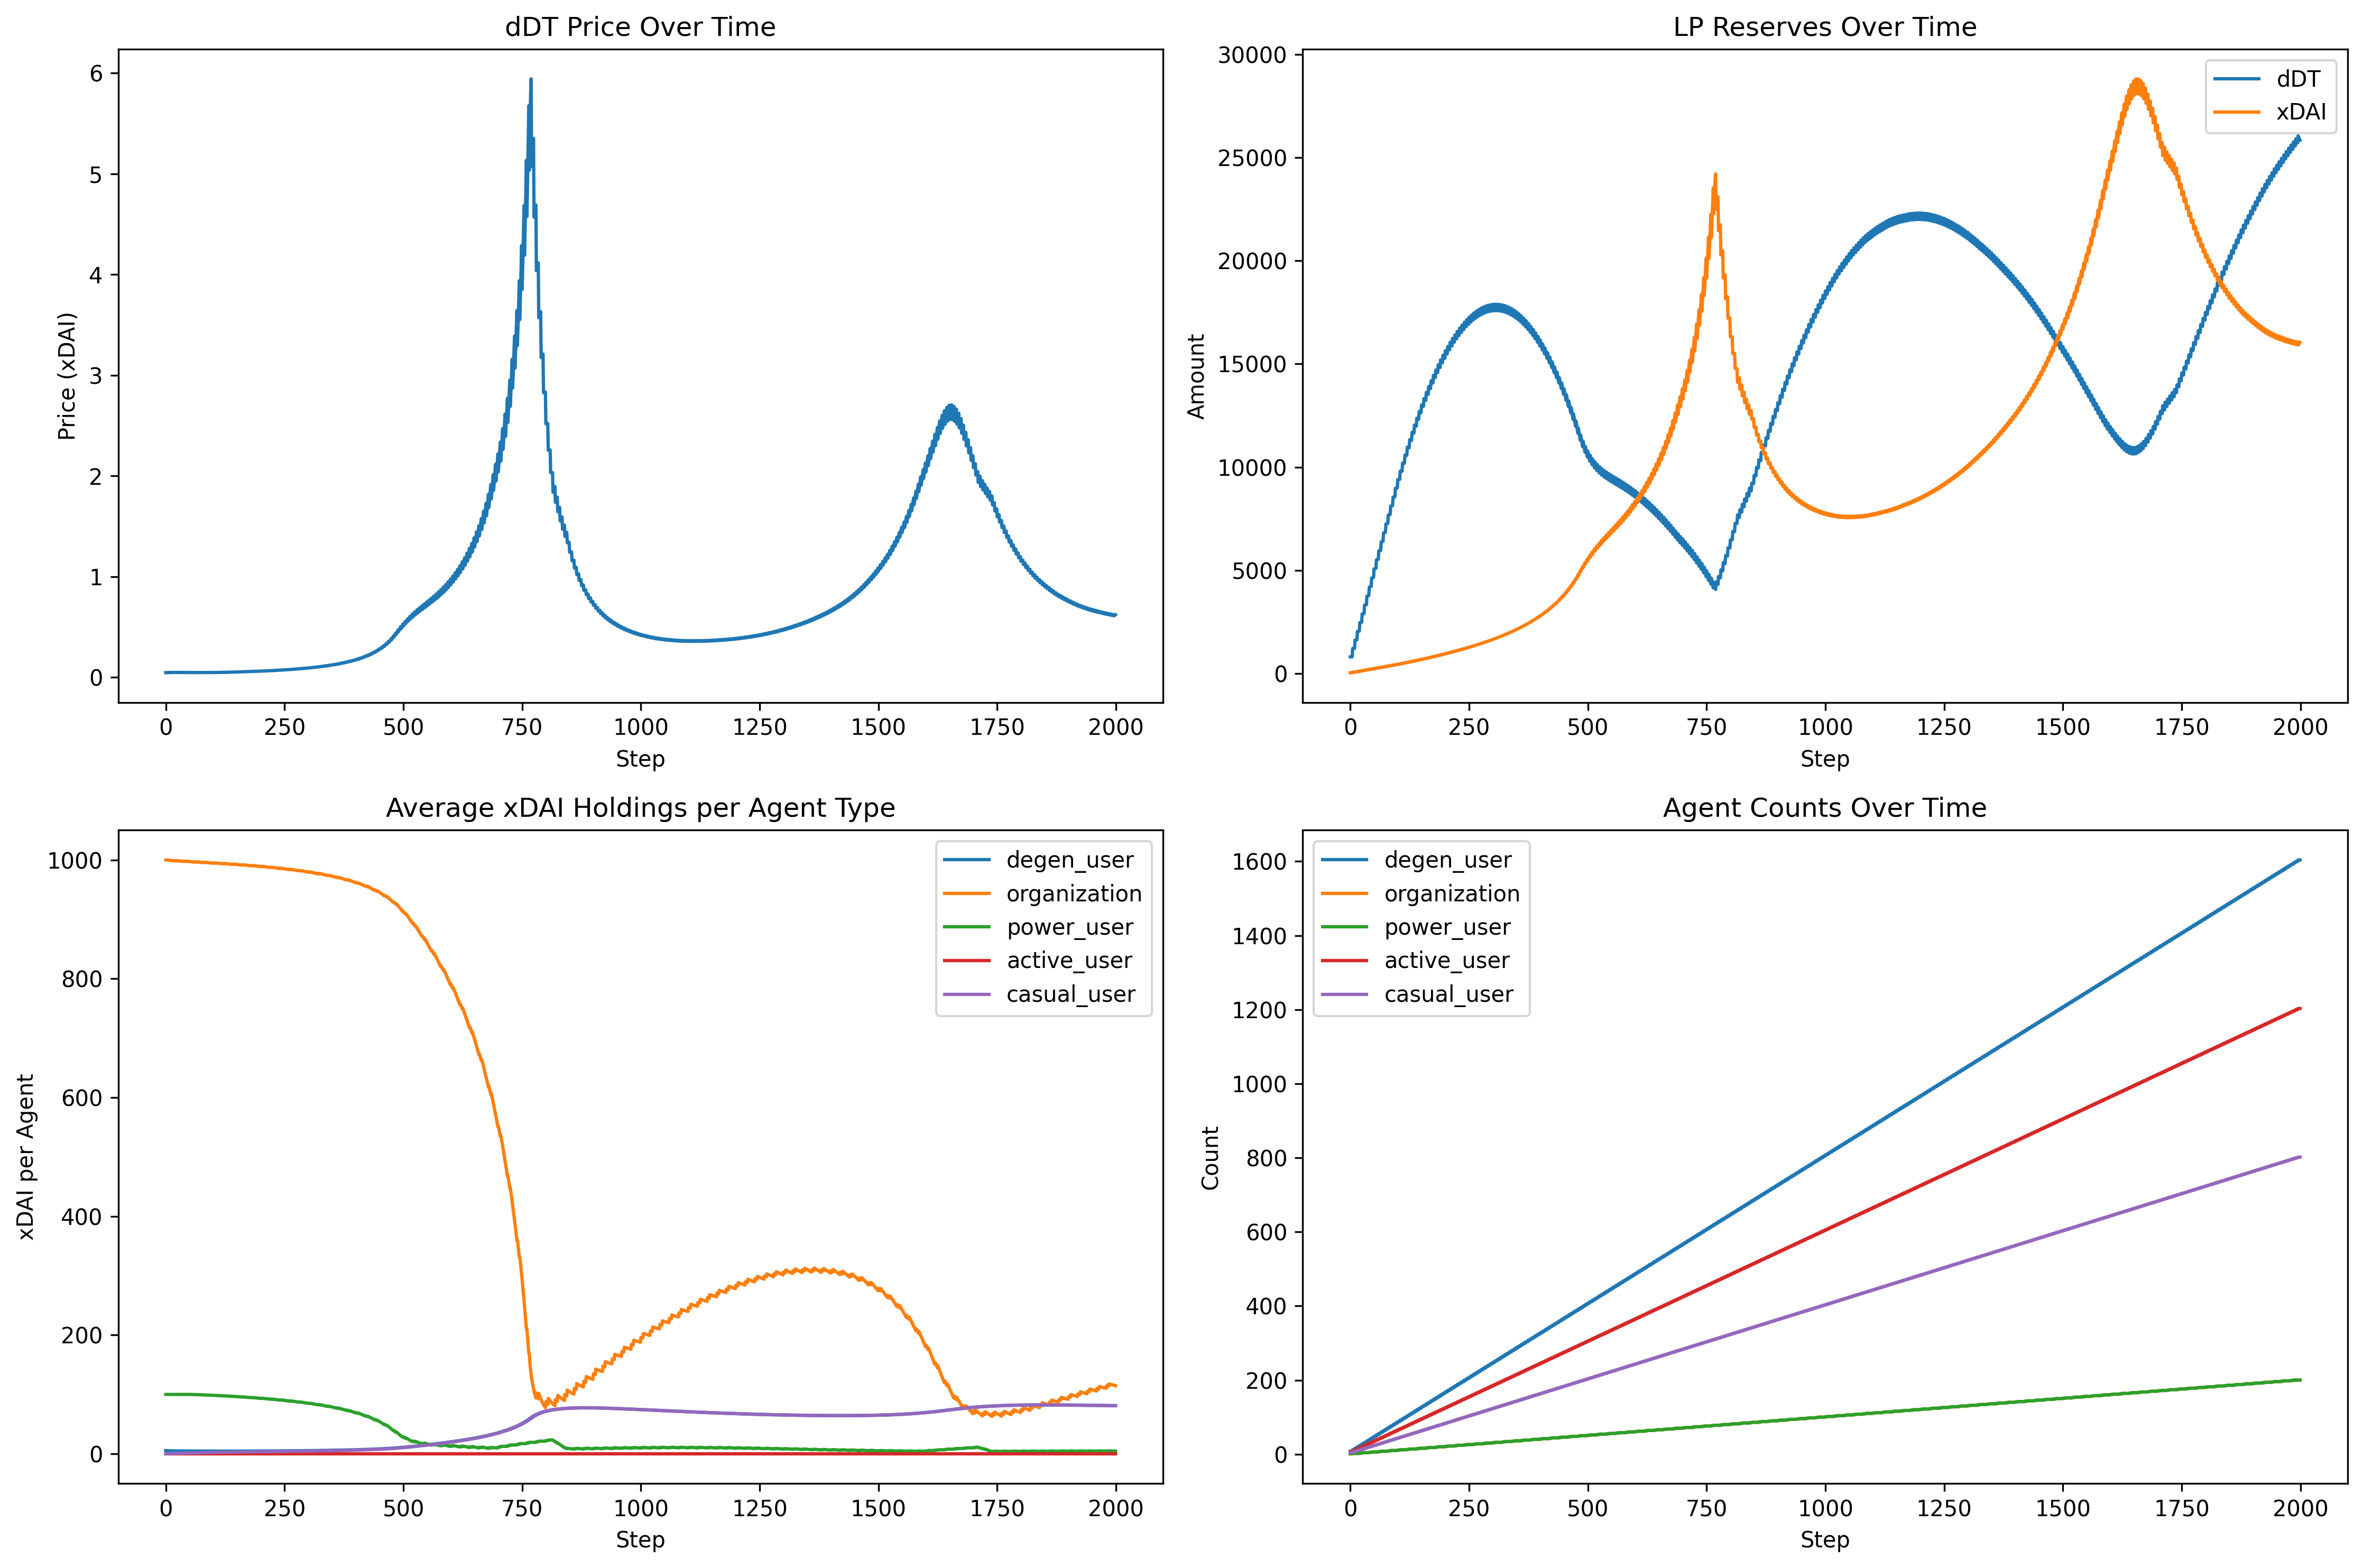 dDT Price Over Time
Price (xDAI)
6
5
4
3
2
1
0
0 250 500 750 1000 1250 1500 1750 2000
Step
LP Reserves Over Time
Amount
30000
25000
20000
15000
10000
5000
0
dDT
xDAI
0 250 500 750 1000 1250 1500 1750 2000
Step
Average xDAI Holdings per Agent Type
xDAI per Agent
1000
800
600
400
200
0
degen_user
organization
power_user
active_user
casual_user
0 250 500 750 1000 1250 1500 1750 2000
Step
Agent Counts Over Time
Count
1600
1400
1200
1000
800
600
400
200
0
degen_user
organization
power_user
active_user
casual_user
0 250 500 750 1000 1250 1500 1750 2000
Step